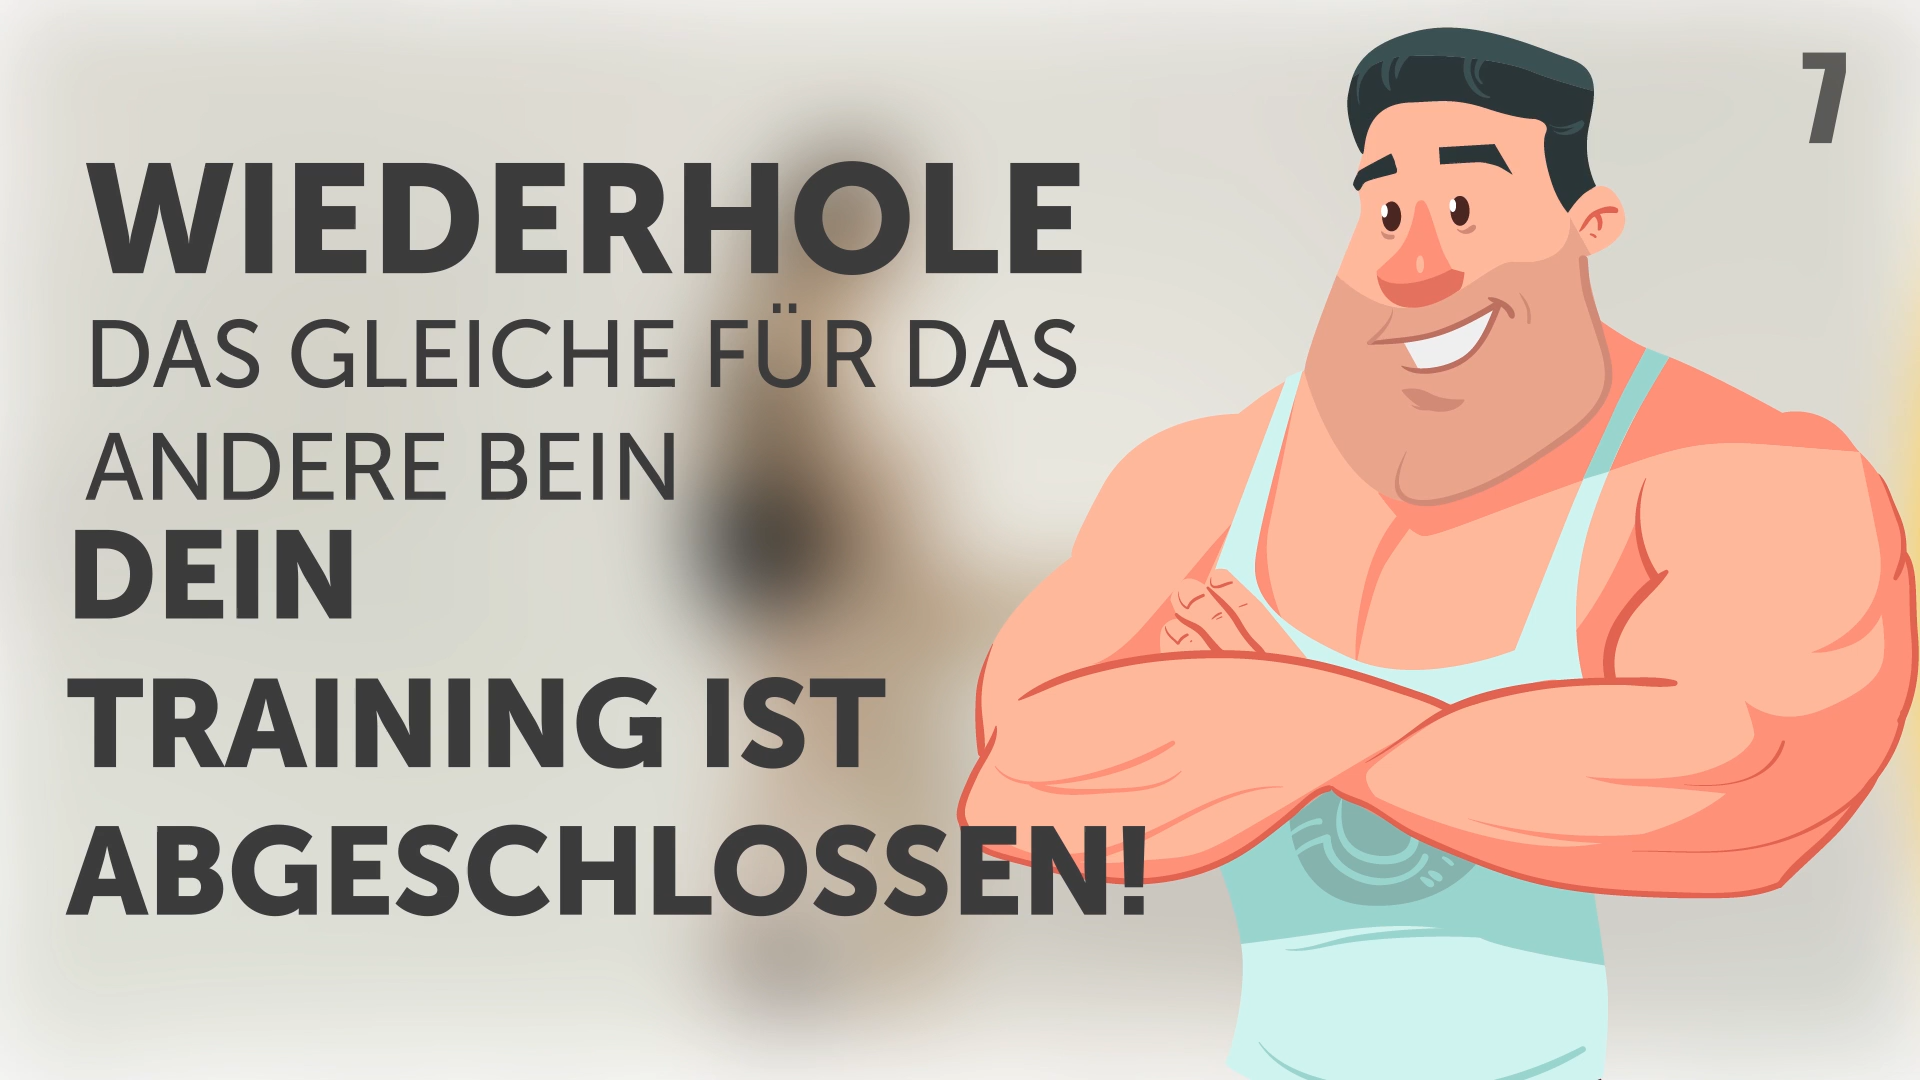 7
WIEDERHOLE
DAS GLEICHE FÜR DAS
ANDERE BEIN
DEIN
TRAINING IST
ABGESCHLOSSEN!